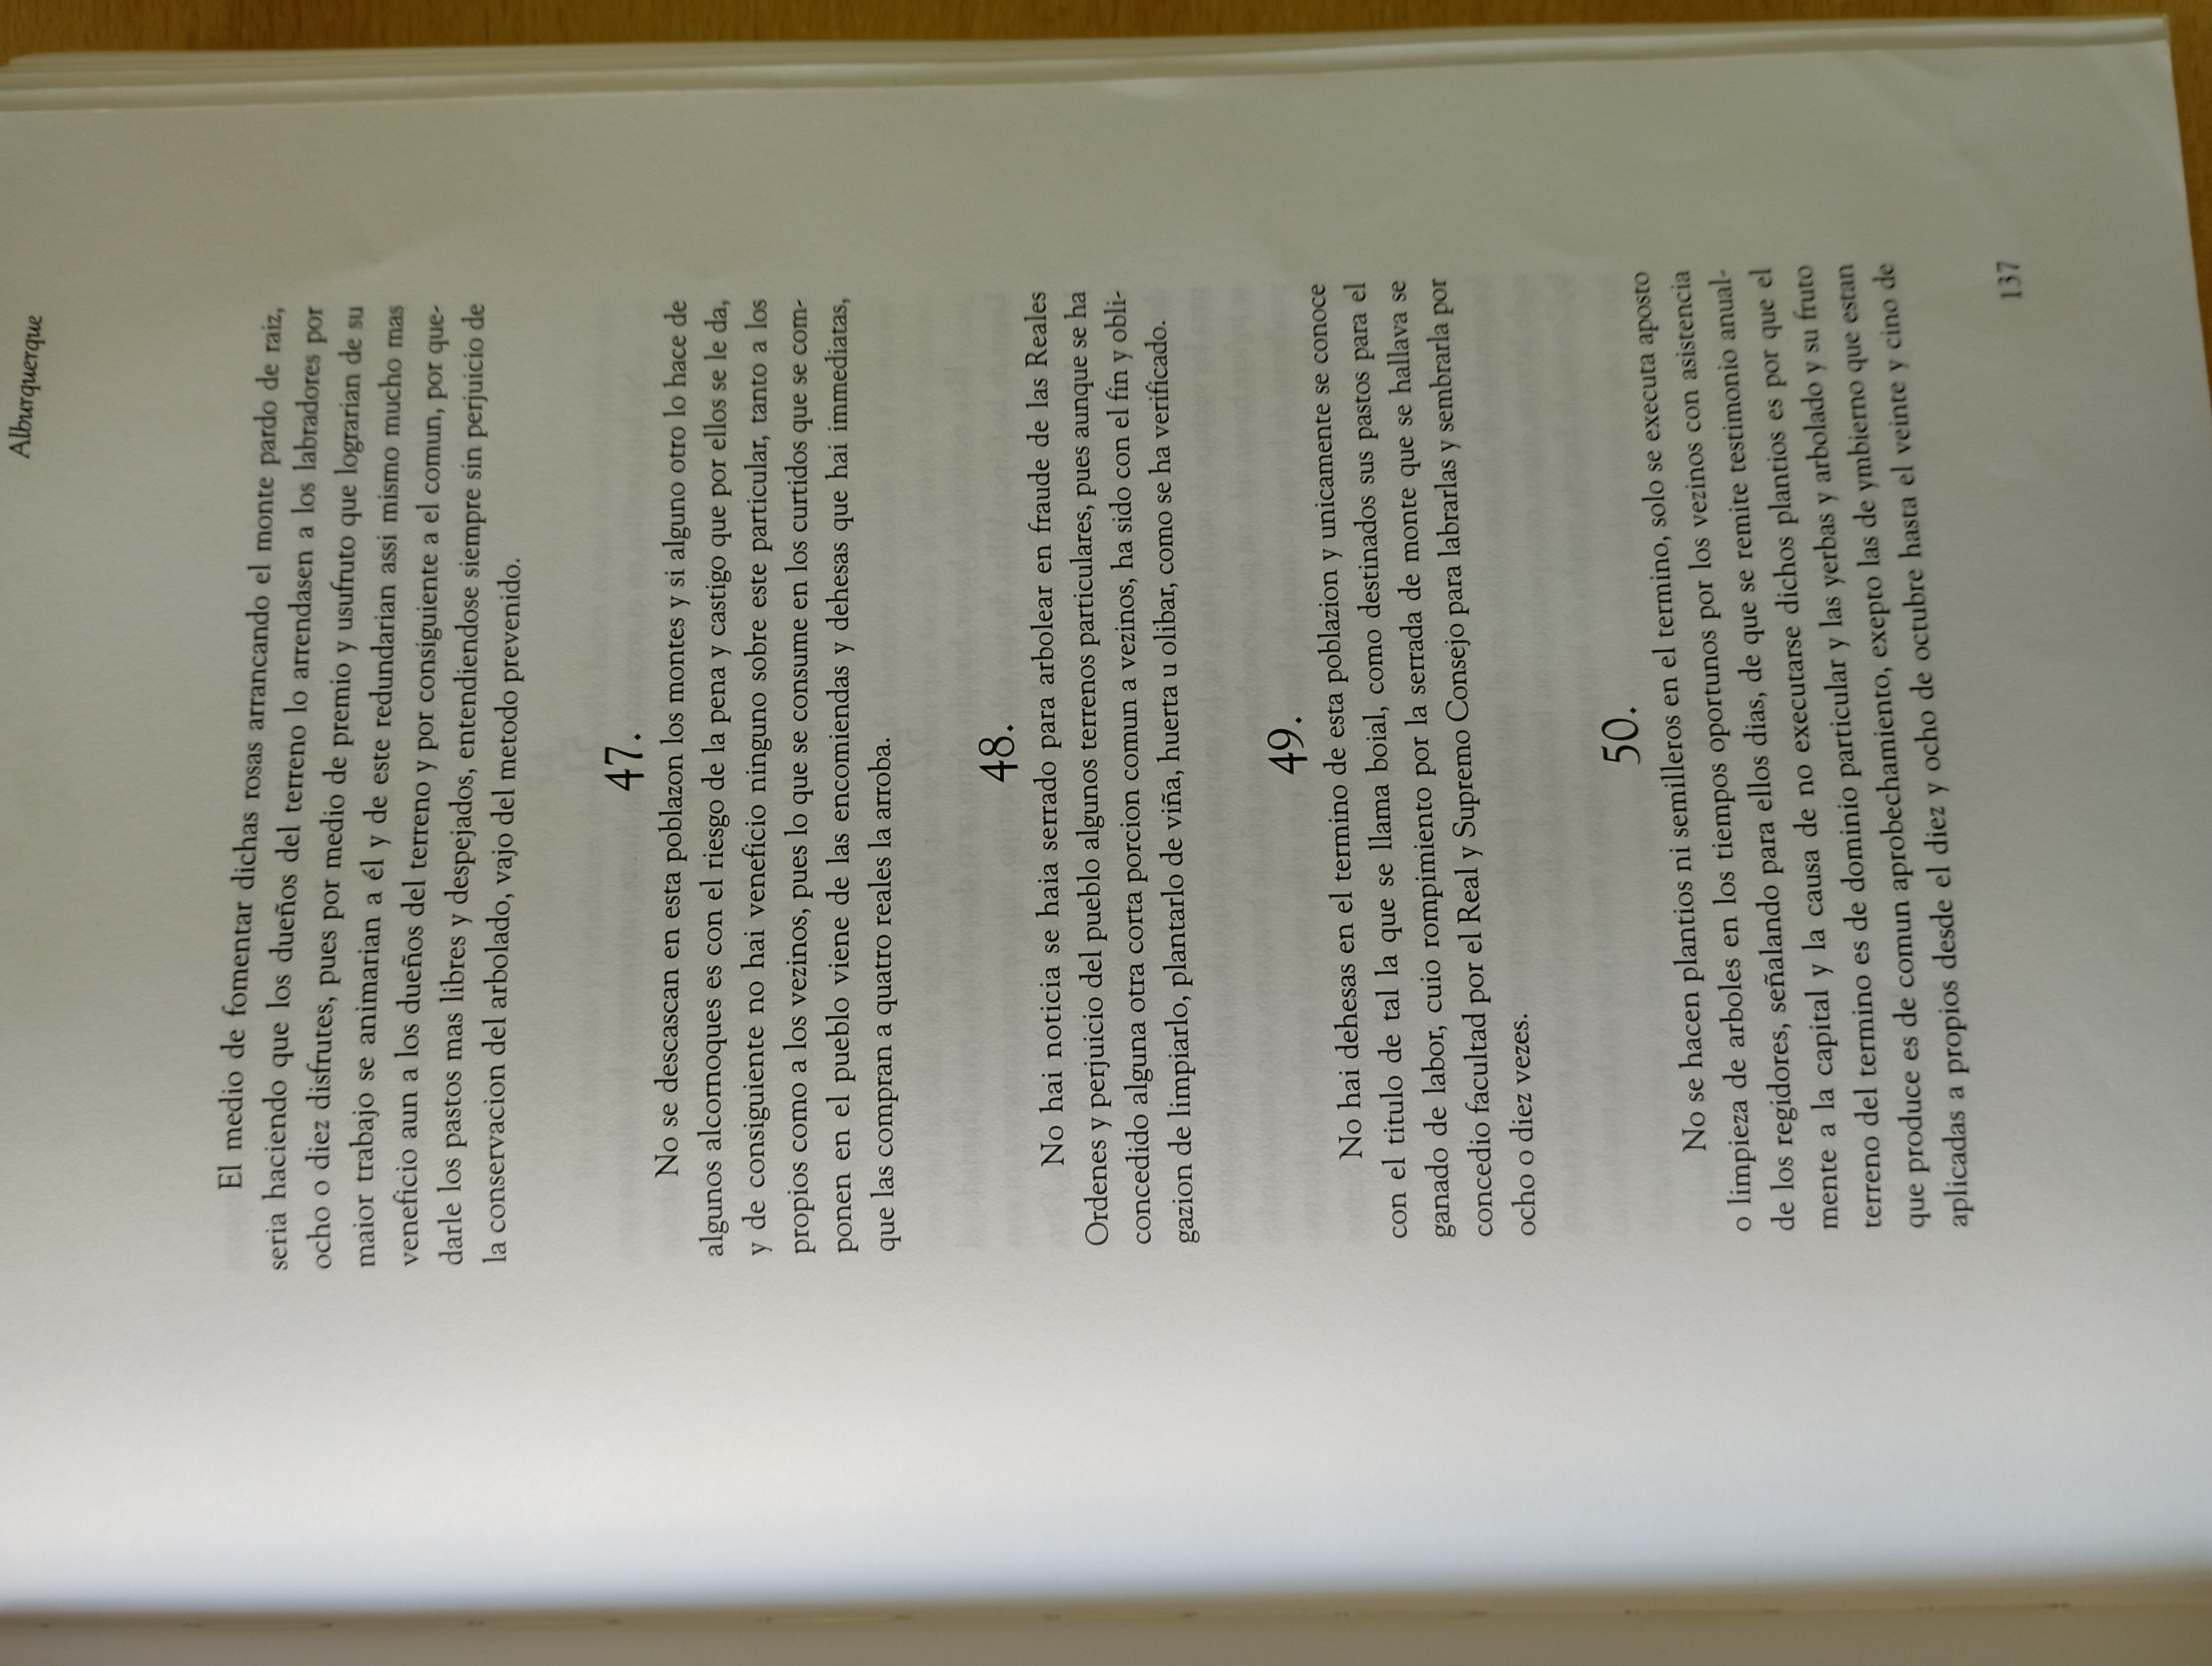 Alburquerque
El medio de fomentar dichas rosas arrancando el monte pardo de raiz,
seria haciendo que los dueños del terreno lo arrendasen a los labradores por
ocho o diez disfrutes, pues por medio de premio y usufruto que lograrian de su
maior trabajo se animarian a él y de este redundarian assi mismo mucho mas
veneficio aun a los dueños del terreno y por consiguiente a el comun, por que-
darle los pastos mas libres y despejados, entendiendose siempre sin perjuicio de
la conservacion del arbolado, vajo del metodo prevenido.
47.
No se descascan en esta poblazon los montes y si alguno otro lo hace de
algunos alcornoques es con el riesgo de la pena y castigo que por ellos se le da,
y de consiguiente no hai veneficio ninguno sobre este particular, tanto a los
propios como a los vezinos, pues lo que se consume en los curtidos que se com-
ponen en el pueblo viene de las encomiendas y dehesas que hai immediatas,
que las compran a quatro reales la arroba.
48.
No hai noticia se haia serrado para arbolear en fraude de las Reales
Ordenes y perjuicio del pueblo algunos terrenos particulares, pues aunque se ha
concedido alguna otra corta porcion comun a vezinos, ha sido con el fin y obli-
gazion de limpiarlo, plantarlo de viña, huerta u olibar, como se ha verificado.
49.
No hai dehesas en el termino de esta poblazion y unicamente se conoce
con el titulo de tal la que se llama boial, como destinados sus pastos para el
ganado de labor, cuio rompimiento por la serrada de monte que se hallava se
concedio facultad por el Real y Supremo Consejo para labrarlas y sembrarla por
ocho o diez vezes.
50.
No se hacen plantios ni semilleros en el termino, solo se executa aposto
o limpieza de arboles en los tiempos oportunos por los vezinos con asistencia
de los regidores, señalando para ellos dias, de que se remite testimonio anual-
mente a la capital y la causa de no executarse dichos plantios es por que el
terreno del termino es de dominio particular y las yerbas y arbolado y su fruto
que produce es de comun aprobechamiento, exepto las de ymbierno que estan
aplicadas a propios desde el diez y ocho de octubre hasta el veinte y cino de
137